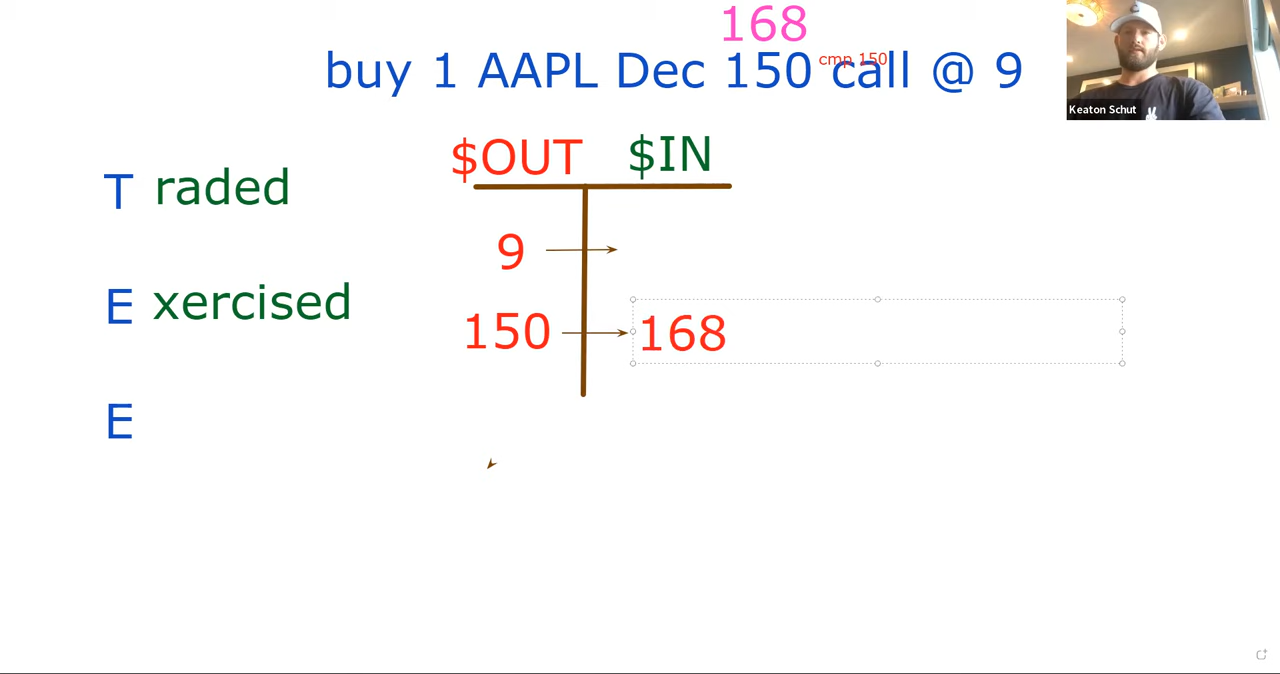 168
buy 1 AAPL Dec 150 call @ 9
cmp 150
Keaton Schut
$OUT $IN
T raded
9
E xercised
150 168
E